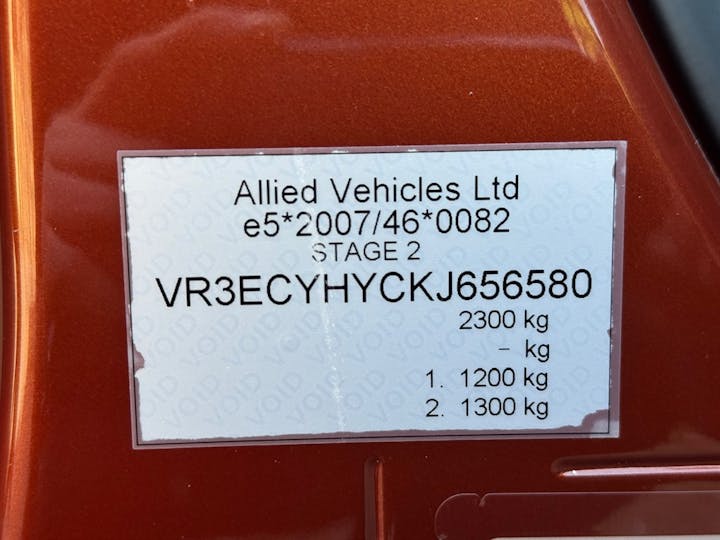 Allied Vehicles Ltd
e5*2007/46*0082
STAGE 2
VR3ECYHYCKJ656580
2300 kg
– kg
1. 1200 kg
2. 1300 kg